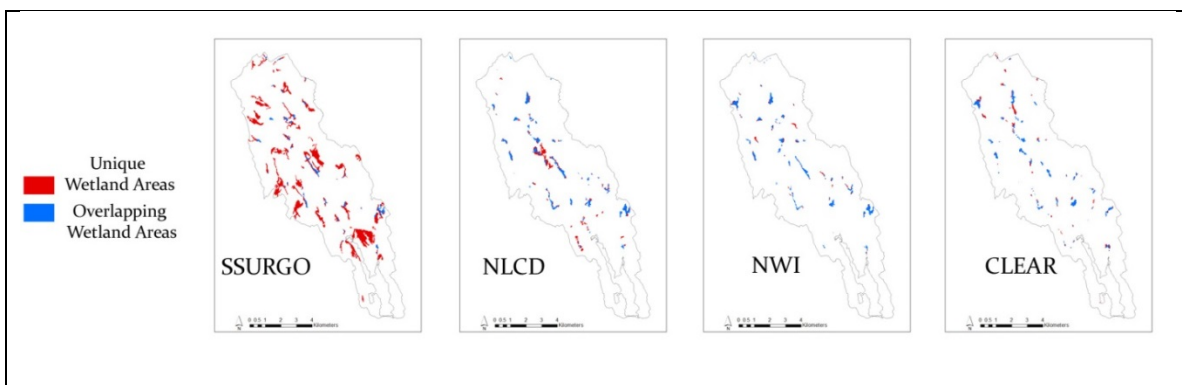 Unique
Wetland Areas
Overlapping
Wetland Areas
SSURGO
NLCD
NWI
CLEAR
N
0 0.5 1 2 3 4
Kilometers
N
0 0.5 1 2 3 4
Kilometers
N
0 0.5 1 2 3 4
Kilometers
N
0 0.5 1 2 3 4
Kilometers